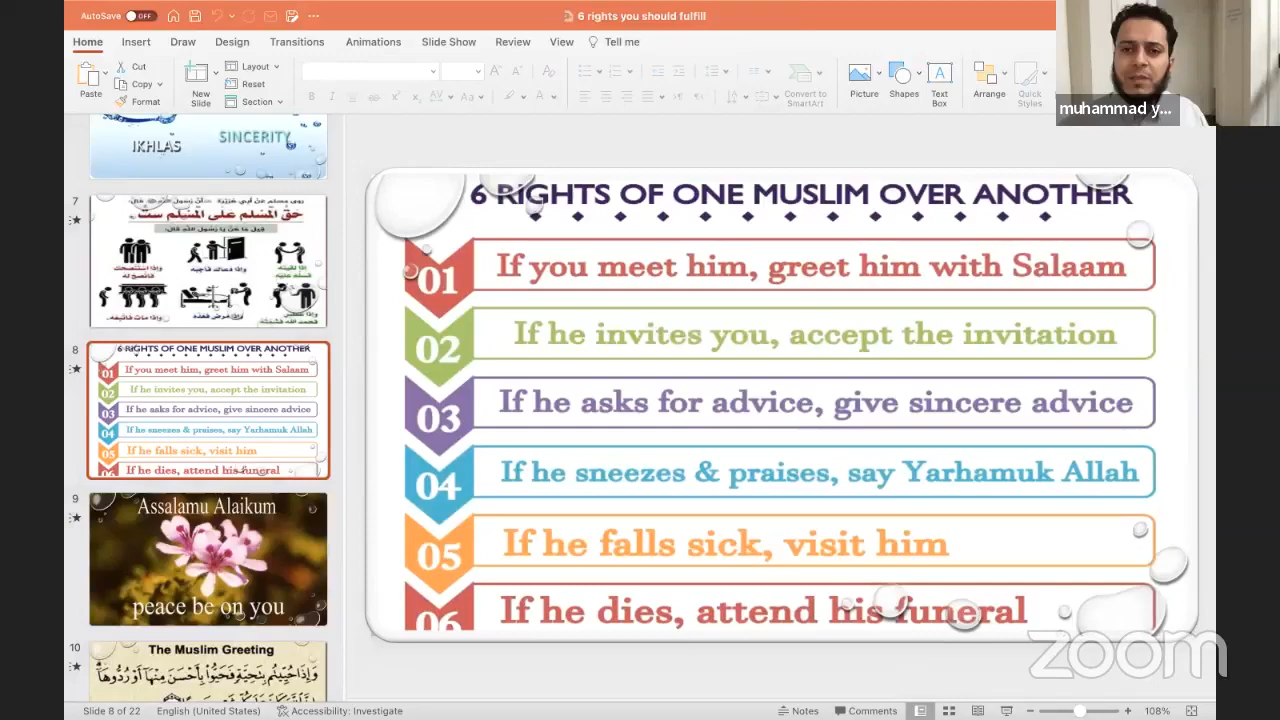 AutoSave OFF
6 rights you should fulfill
Home Insert Draw Design Transitions Animations Slide Show Review View Tell me
Paste
Cut
Copy
Format
New Slide
Layout
Reset
Section
Convert to SmartArt
Picture
Shapes
Text Box
Arrange
Quick Styles
muhammad y...
IKHLAS
SINCERITY
7
حق المسلم على المسلم ست
8
6 RIGHTS OF ONE MUSLIM OVER ANOTHER
01 If you meet him, greet him with Salaam
02 If he invites you, accept the invitation
03 If he asks for advice, give sincere advice
04 If he sneezes & praises, say Yarhamuk Allah
05 If he falls sick, visit him
06 If he dies, attend his funeral
9
Assalamu Alaikum
peace be on you
10
The Muslim Greeting
وَإِذَا حُيِّيتُم بِتَحِيَّةٍ فَحَيُّوا بِأَحْسَنَ مِنْهَا أَوْ رُدُّوهَا
6 RIGHTS OF ONE MUSLIM OVER ANOTHER
01 If you meet him, greet him with Salaam
02 If he invites you, accept the invitation
03 If he asks for advice, give sincere advice
04 If he sneezes & praises, say Yarhamuk Allah
05 If he falls sick, visit him
06 If he dies, attend his funeral
zoom
Slide 8 of 22 English (United States) Accessibility: Investigate Notes Comments 108%